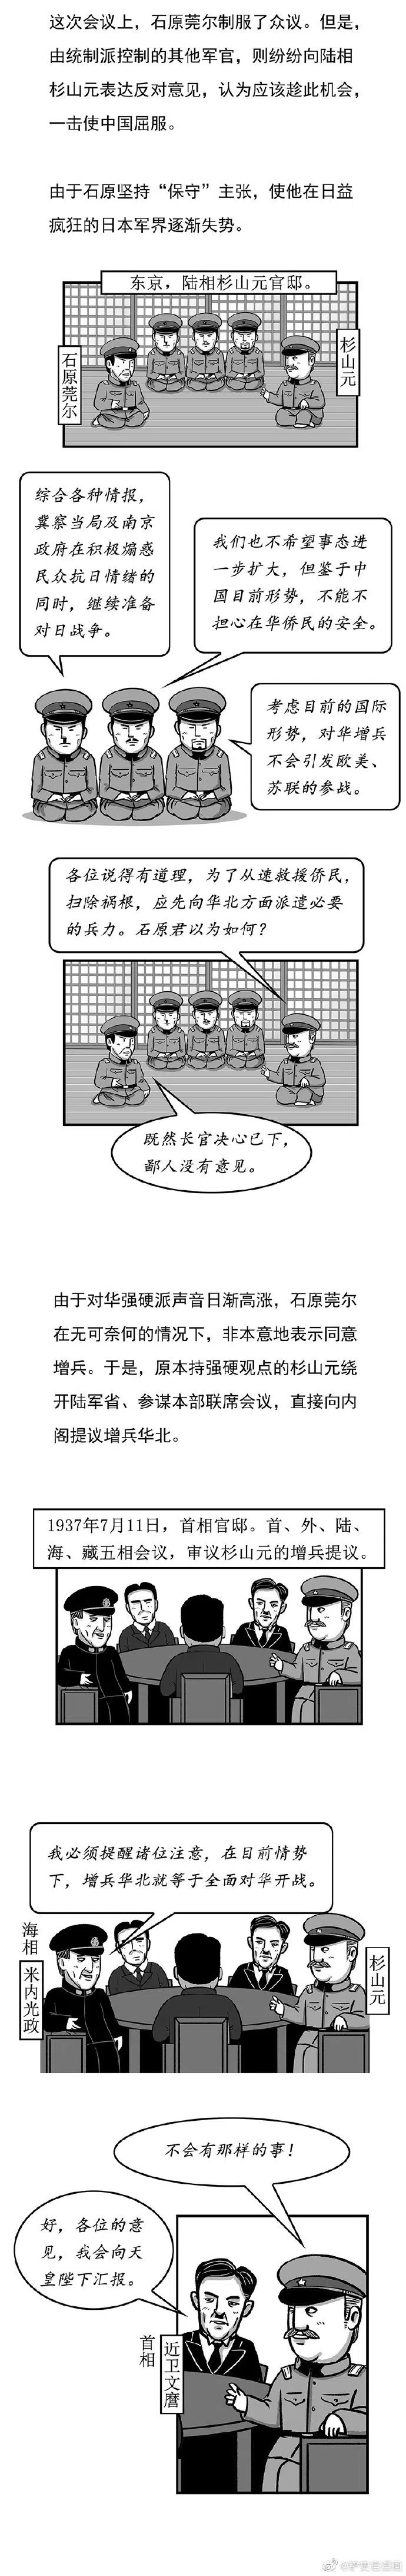 这次会议上，石原莞尔制服了众议。但是，
由统制派控制的其他军官，则纷纷向陆相
杉山元表达反对意见，认为应该趁此机会，
一击使中国屈服。
由于石原坚持“保守”主张，使他在日益
疯狂的日本军界逐渐失势。
东京，陆相杉山元官邸。
石原莞尔
杉山元
综合各种情报，
冀察当局及南京
政府在积极煽惑
民众抗日情绪的
同时，继续准备
对日战争。
我们也不希望事态进
一步扩大，但鉴于中
国目前形势，不能不
担心在华侨民的安全。
考虑目前的国际
形势，对华增兵
不会引发欧美、
苏联的参战。
各位说得有道理，为了从速救援侨民，
扫除祸根，应先向华北方面派遣必要
的兵力。石原君以为如何？
既然长官决心已下，
鄙人没有意见。
由于对华强硬派声音日渐高涨，石原莞尔
在无可奈何的情况下，非本意地表示同意
增兵。于是，原本持强硬观点的杉山元绕
开陆军省、参谋本部联席会议，直接向内
阁提议增兵华北。
1937年7月11日，首相官邸。首、外、陆、
海、藏五相会议，审议杉山元的增兵提议。
我必须提醒诸位注意，在目前情势
下，增兵华北就等于全面对华开战。
海相
米内光政
杉山元
不会有那样的事！
好，各位的意
见，我会向天
皇陛下汇报。
首相
近卫文麿